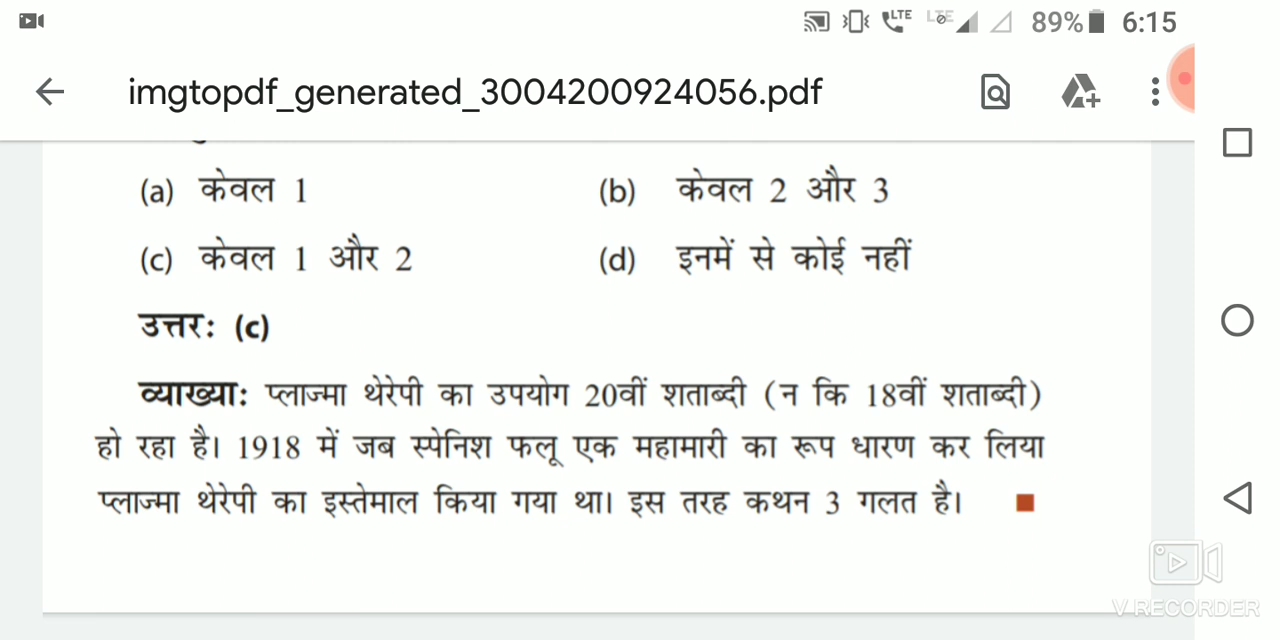 LTE LTE 89% 6:15
imgtopdf_generated_3004200924056.pdf
(a) केवल 1 (b) केवल 2 और 3
(c) केवल 1 और 2 (d) इनमें से कोई नहीं
उत्तरः (c)
व्याख्याः प्लाज्मा थेरेपी का उपयोग 20वीं शताब्दी (न कि 18वीं शताब्दी)
हो रहा है। 1918 में जब स्पेनिश फलू एक महामारी का रूप धारण कर लिया
प्लाज्मा थेरेपी का इस्तेमाल किया गया था। इस तरह कथन 3 गलत है।
V RECORDER